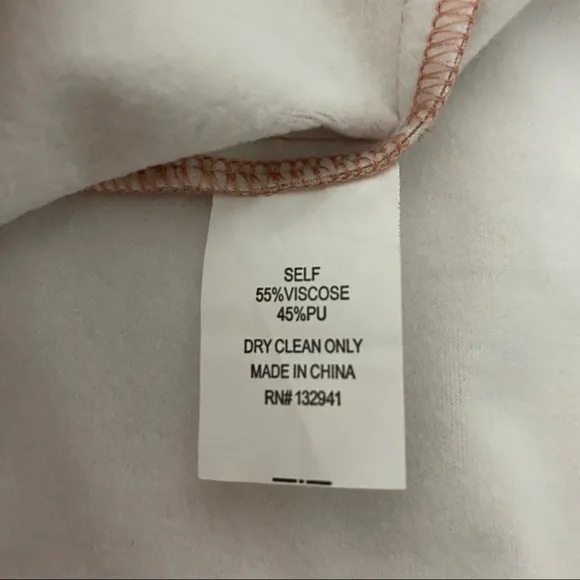 SELF
55%VISCOSE
45%PU
DRY CLEAN ONLY
MADE IN CHINA
RN# 132941